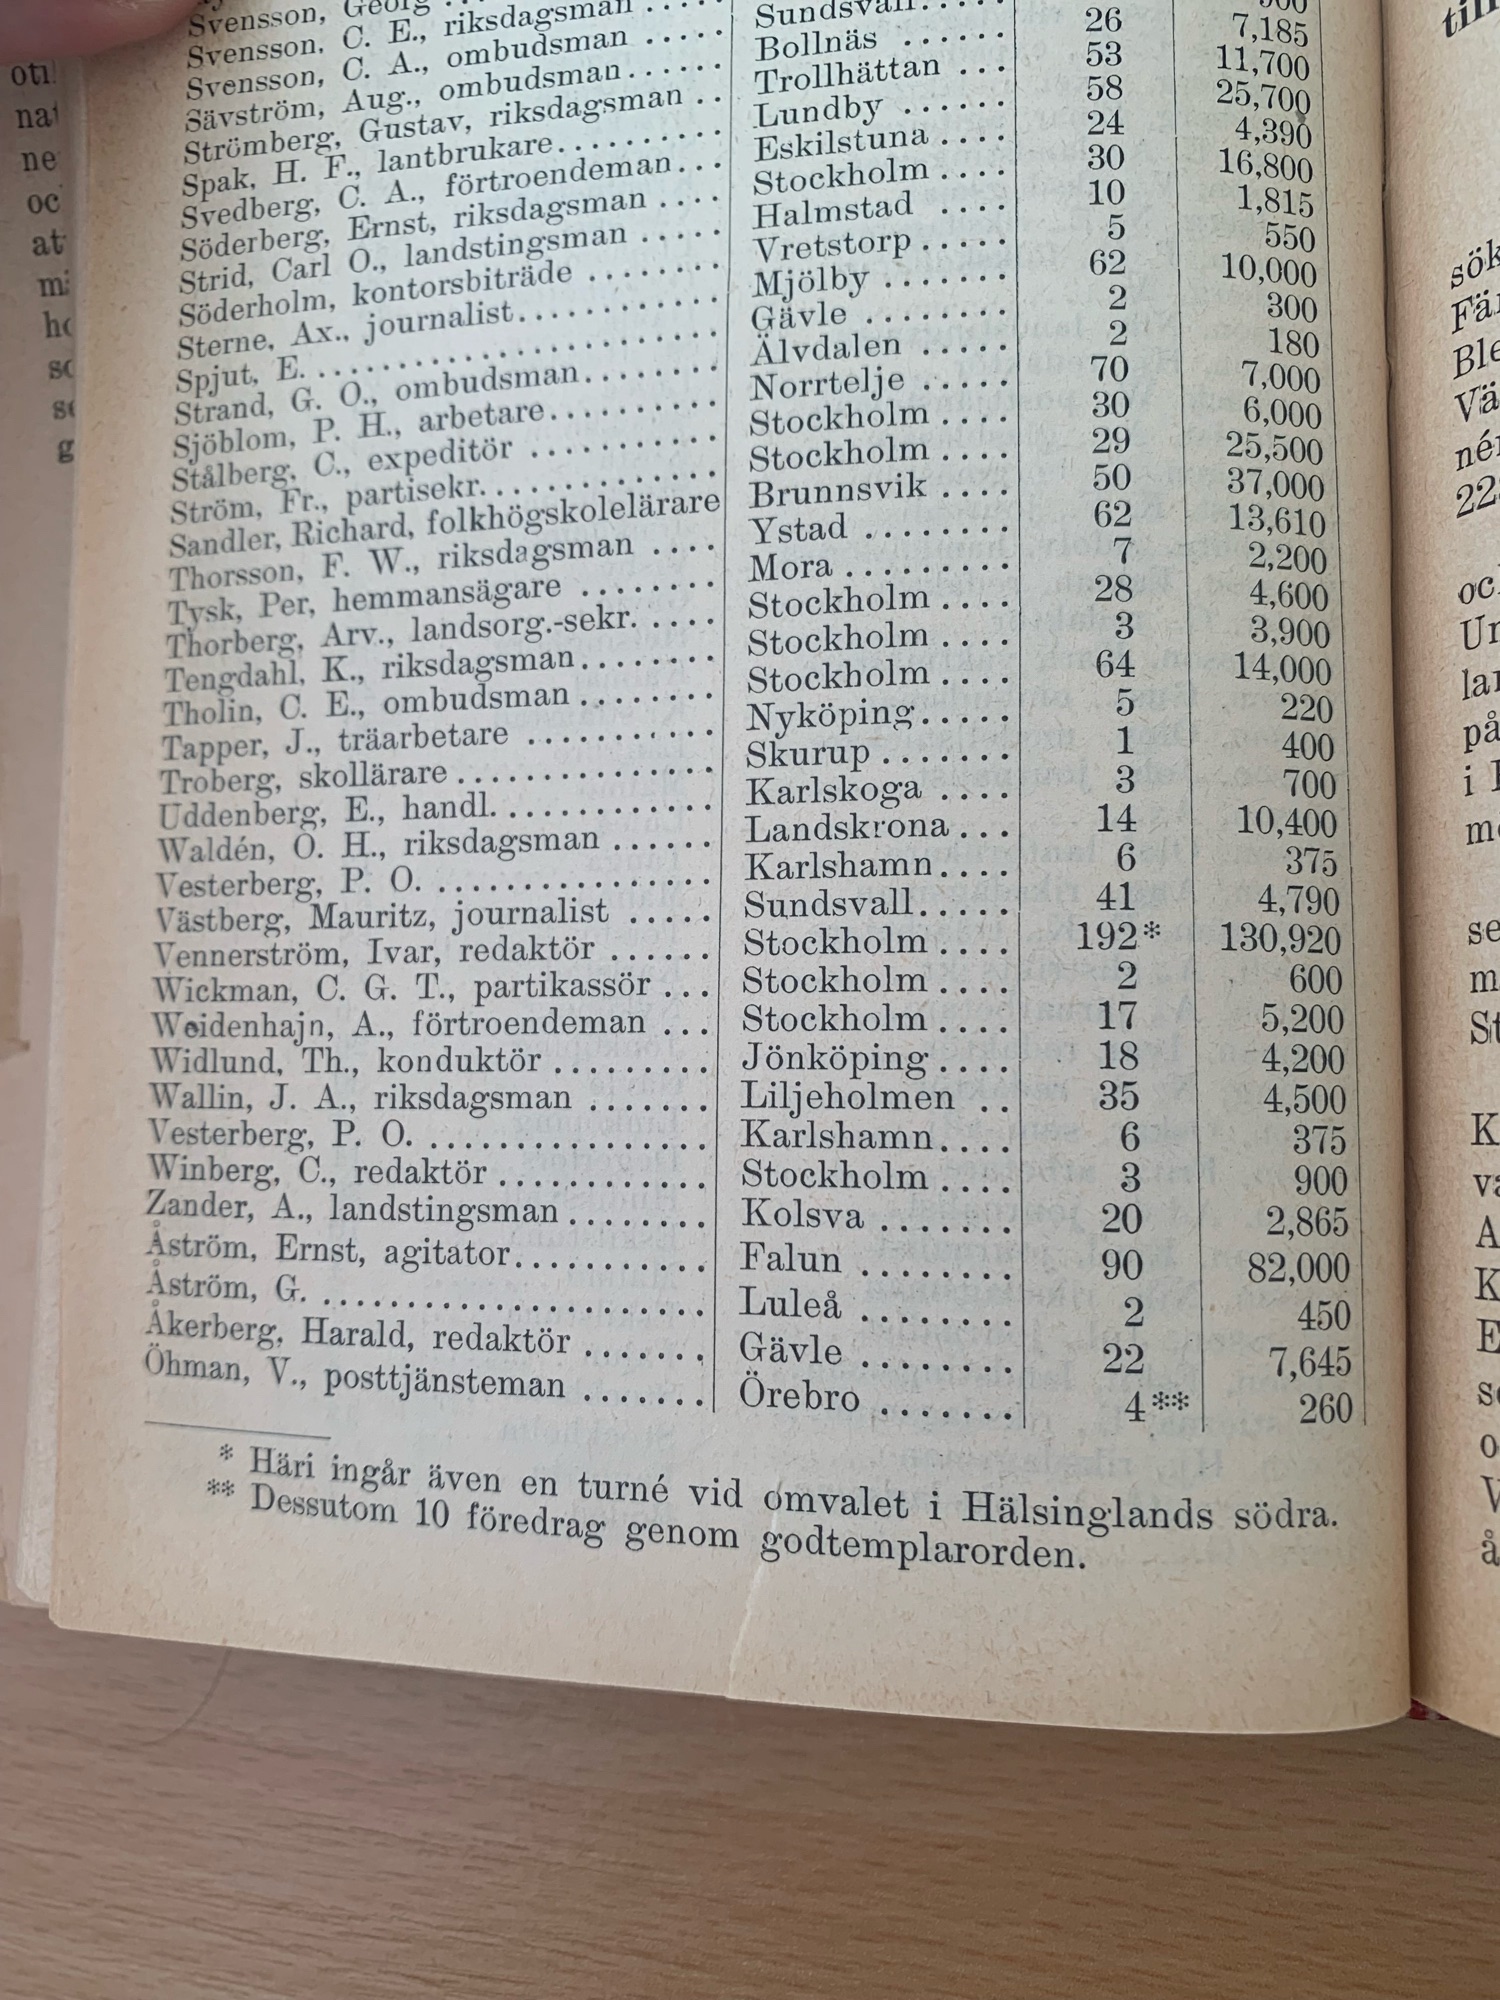 Svensson, Georg
Svensson, C. E., riksdagsman ....
Svensson, C. A., ombudsman ..... Sundsvall.....
Sävström, Aug., ombudsman...... Bollnäs ...... 26 7,185
Strömberg, Gustav, riksdagsman .. Trollhättan ... 53 11,700
Spak, H. F., lantbrukare.......... Lundby ...... 58 25,700
Svedberg, C. A., förtroendeman... Eskilstuna .... 24 4,390
Söderberg, Ernst, riksdagsman .... Stockholm .... 30 16,800
Strid, Carl O., landstingsman ..... Halmstad .... 10 1,815
Söderholm, kontorsbiträde ........ Vretstorp ..... 5 550
Sterne, Ax., journalist............ Mjölby ....... 62 10,000
Spjut, E. ........................ Gävle ........ 2 300
Strand, G. O., ombudsman........ Älvdalen ..... 2 180
Sjöblom, P. H., arbetare.......... Norrtelje ..... 70 7,000
Stålberg, C., expeditör ........... Stockholm .... 30 6,000
Ström, Fr., partisekr.............. Stockholm .... 29 25,500
Sandler, Richard, folkhögskolelärare Brunnsvik .... 50 37,000
Thorsson, F. W., riksdagsman .... Ystad ........ 62 13,610
Tysk, Per, hemmansägare ........ Mora ......... 7 2,200
Thorberg, Arv., landsorg.-sekr. .... Stockholm .... 28 4,600
Tengdahl, K., riksdagsman........ Stockholm .... 3 3,900
Tholin, C. E., ombudsman ........ Stockholm .... 64 14,000
Tapper, J., träarbetare ........... Nyköping..... 5 220
Troberg, skollärare ............... Skurup ....... 1 400
Uddenberg, E., handl. ............ Karlskoga .... 3 700
Waldén, O. H., riksdagsman ...... Landskrona ... 14 10,400
Vesterberg, P. O. ................ Karlshamn.... 6 375
Västberg, Mauritz, journalist ..... Sundsvall..... 41 4,790
Vennerström, Ivar, redaktör ...... Stockholm .... 192* 130,920
Wickman, C. G. T., partikassör ... Stockholm .... 2 600
Weidenhajn, A., förtroendeman ... Stockholm .... 17 5,200
Widlund, Th., konduktör ......... Jönköping .... 18 4,200
Wallin, J. A., riksdagsman ....... Liljeholmen .. 35 4,500
Vesterberg, P. O. ................ Karlshamn.... 6 375
Winberg, C., redaktör ............ Stockholm .... 3 900
Zander, A., landstingsman ........ Kolsva ....... 20 2,865
Åström, Ernst, agitator........... Falun ........ 90 82,000
Åström, G. ...................... Luleå ........ 2 450
Åkerberg, Harald, redaktör ....... Gävle ........ 22 7,645
Öhman, V., posttjänsteman ....... Örebro ....... 4** 260
* Häri ingår även en turné vid omvalet i Hälsinglands södra.
** Dessutom 10 föredrag genom godtemplarorden.